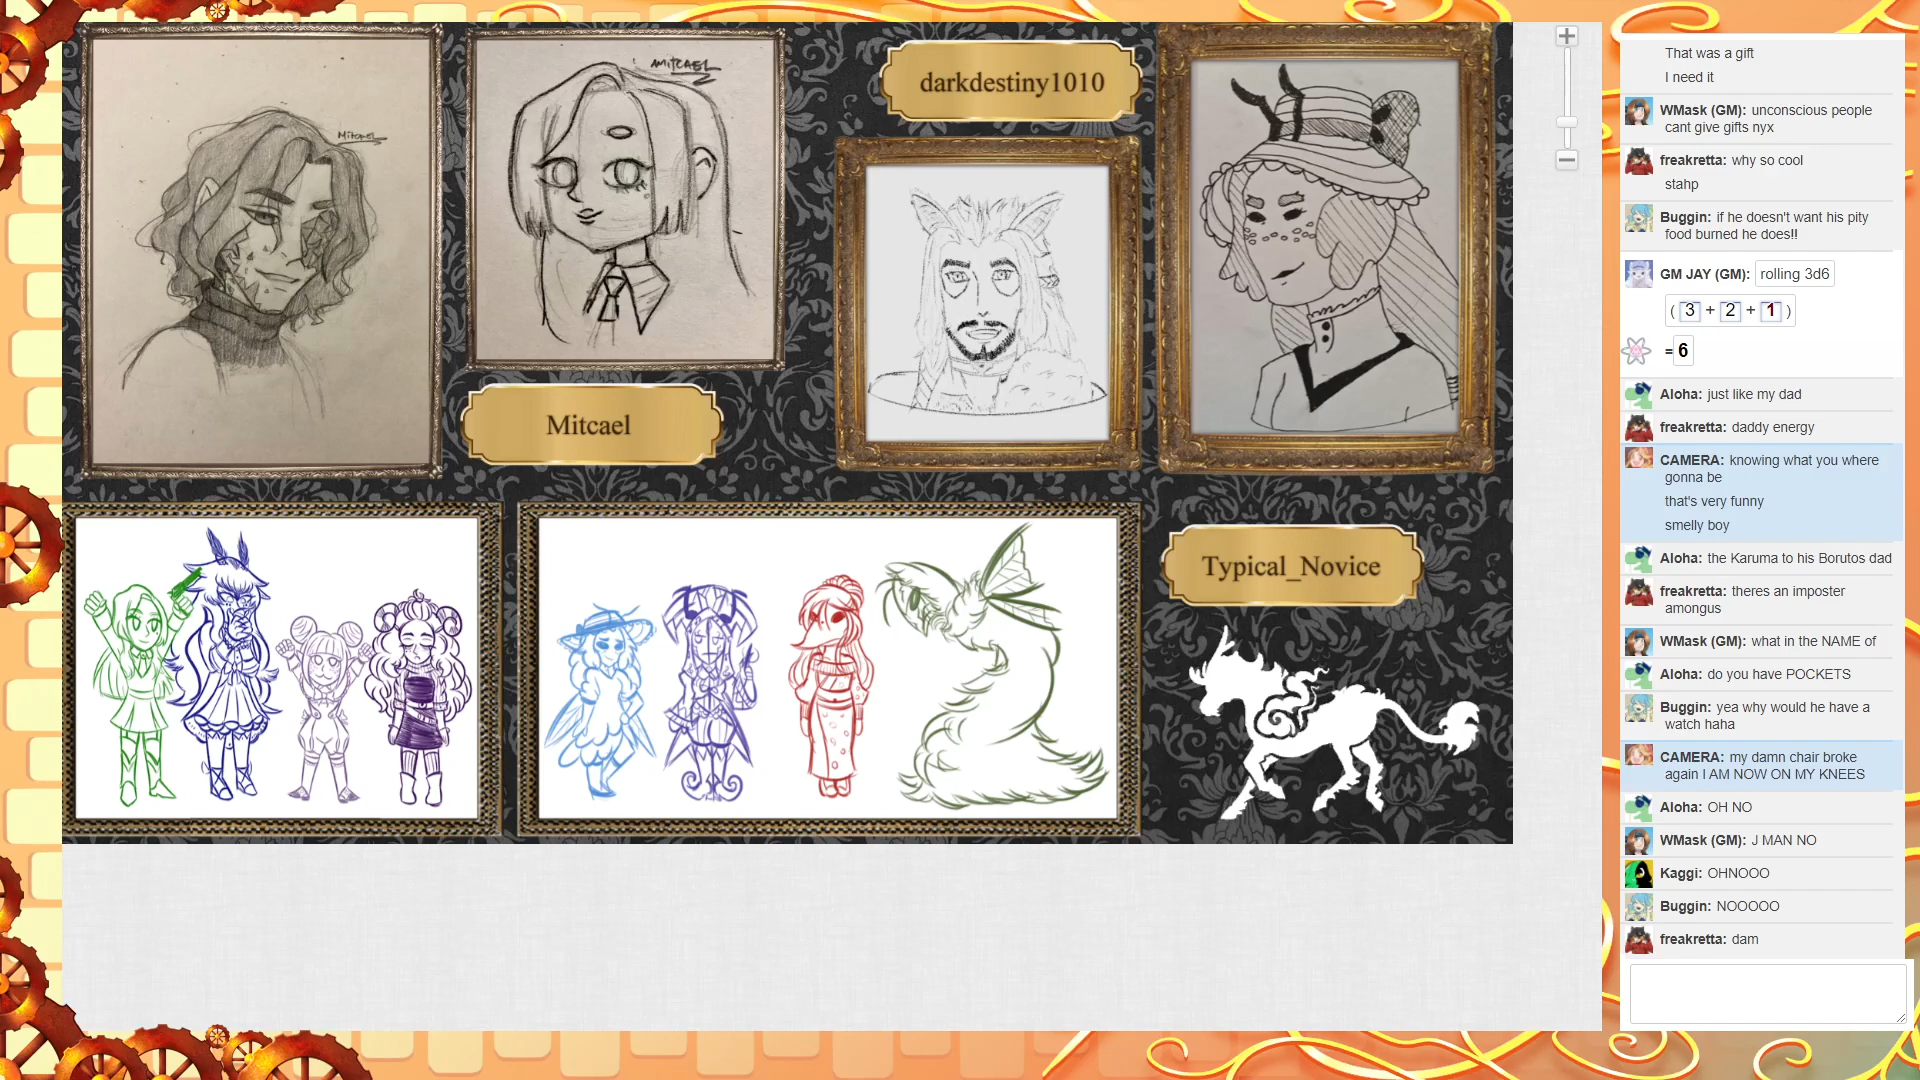 Mitcael
MITCAEL
darkdestiny1010
Mitcael
Typical_Novice
That was a gift
I need it
WMask (GM): unconscious people
cant give gifts nyx
freakretta: why so cool
stahp
Buggin: if he doesn't want his pity
food burned he does!!
GM JAY (GM): rolling 3d6
( 3 + 2 + 1 )
=6
Aloha: just like my dad
freakretta: daddy energy
CAMERA: knowing what you where
gonna be
that's very funny
smelly boy
Aloha: the Karuma to his Borutos dad
freakretta: theres an imposter
amongus
WMask (GM): what in the NAME of
Aloha: do you have POCKETS
Buggin: yea why would he have a
watch haha
CAMERA: my damn chair broke
again I AM NOW ON MY KNEES
Aloha: OH NO
WMask (GM): J MAN NO
Kaggi: OHNOOO
Buggin: NOOOOO
freakretta: dam